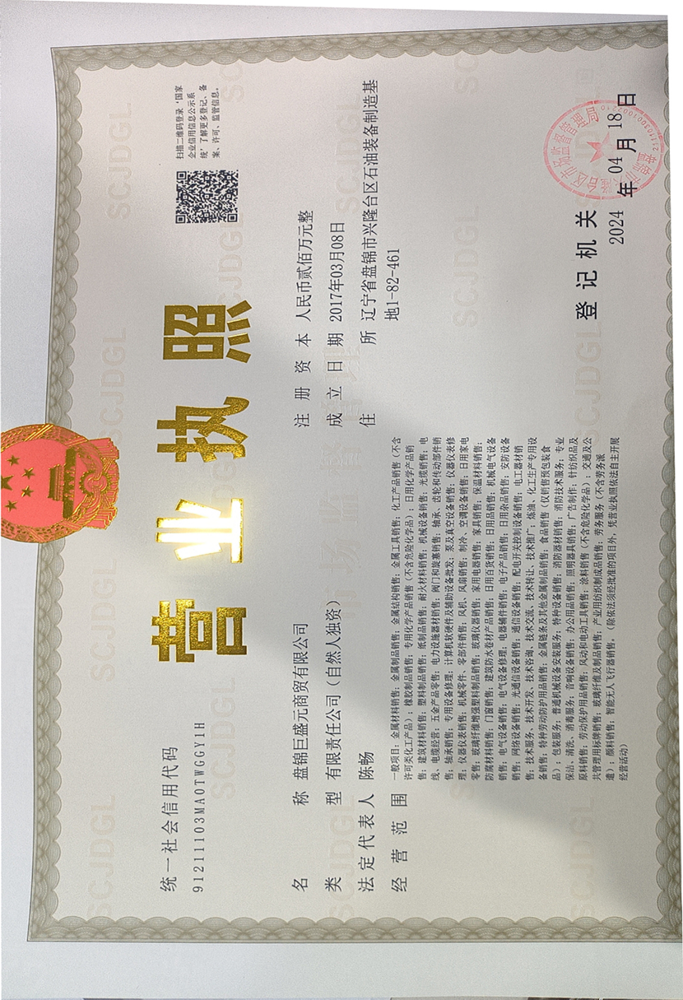 营业执照
统一社会信用代码
91211103MA0TWGGY1H
扫描二维码登录‘国家
企业信用信息公示系
统’了解更多登记、备
案、许可、监管信息。
名 称 盘锦巨盛元商贸有限公司
类 型 有限责任公司（自然人独资）
法定代表人 陈畅
经营范围 一般项目：金属材料销售；金属制品销售；金属结构销售；金属工具销售；化工产品销售（不含
许可类化工产品）；橡胶制品销售；专用化学产品销售（不含危险化学品）；日用化学产品销
售；建筑材料销售；塑料制品销售；纸制品销售；耐火材料销售；机械设备销售；光缆销售；电
线、电缆经营；五金产品零售；电力设施器材销售；阀门和旋塞销售；轴承、齿轮和传动部件销
售；轴承销售；专用设备修理；计算机软硬件及辅助设备批发；泵及真空设备销售；仪器仪表修
理；仪器仪表销售；机械零件、零部件销售；风机、风扇销售；制冷、空调设备销售；日用家电
零售；玻璃纤维增强塑料制品销售；玻璃仪器销售；家用电器销售；家具销售；保温材料销售；
防腐材料销售；门窗销售；建筑防水卷材产品销售；日用百货销售；日用品销售；机械电气设备
销售；电气设备销售；电气设备修理；电器辅件销售；电子产品销售；日用杂品销售；安防设备
销售；网络设备销售；光通信设备销售；通信设备销售；配电开关控制设备销售；电工器材销
售；技术服务、技术开发、技术咨询、技术交流、技术转让、技术推广；炼油、化工生产专用设
备销售；特种劳动防护用品销售；金属链条及其他金属制品销售；食品销售（仅销售预包装食
品）；包装服务；普通机械设备安装服务；特种设备销售；消防器材销售；消防技术服务；专业
保洁、清洗、消毒服务；音响设备销售；办公用品销售；照明器具销售；广告制作；针纺织品及
原料销售；劳动保护用品销售；风动和电动工具销售；涂料销售（不含危险化学品）；交通及公
共管理用标牌销售；玻璃纤维及制品销售；产业用纺织制成品销售；劳务服务（不含劳务派
遣）；颜料销售；智能无人飞行器销售。（除依法须经批准的项目外，凭营业执照依法自主开展
经营活动）
注册资本 人民币贰佰万元整
成立日期 2017年03月08日
住 所 辽宁省盘锦市兴隆台区石油装备制造基
地1-82-461
登记机关
2024 年 04 月 18 日